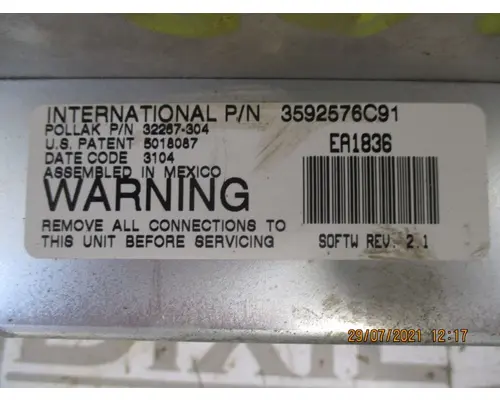 INTERNATIONAL P/N 3592576C91
POLLAK P/N 32267-304
U.S. PATENT 5018087
DATE CODE 3104
ASSEMBLED IN MEXICO
WARNING
REMOVE ALL CONNECTIONS TO
THIS UNIT BEFORE SERVICING
EA1836
SOFTW REV. 2.1
29/07/2021 12:17